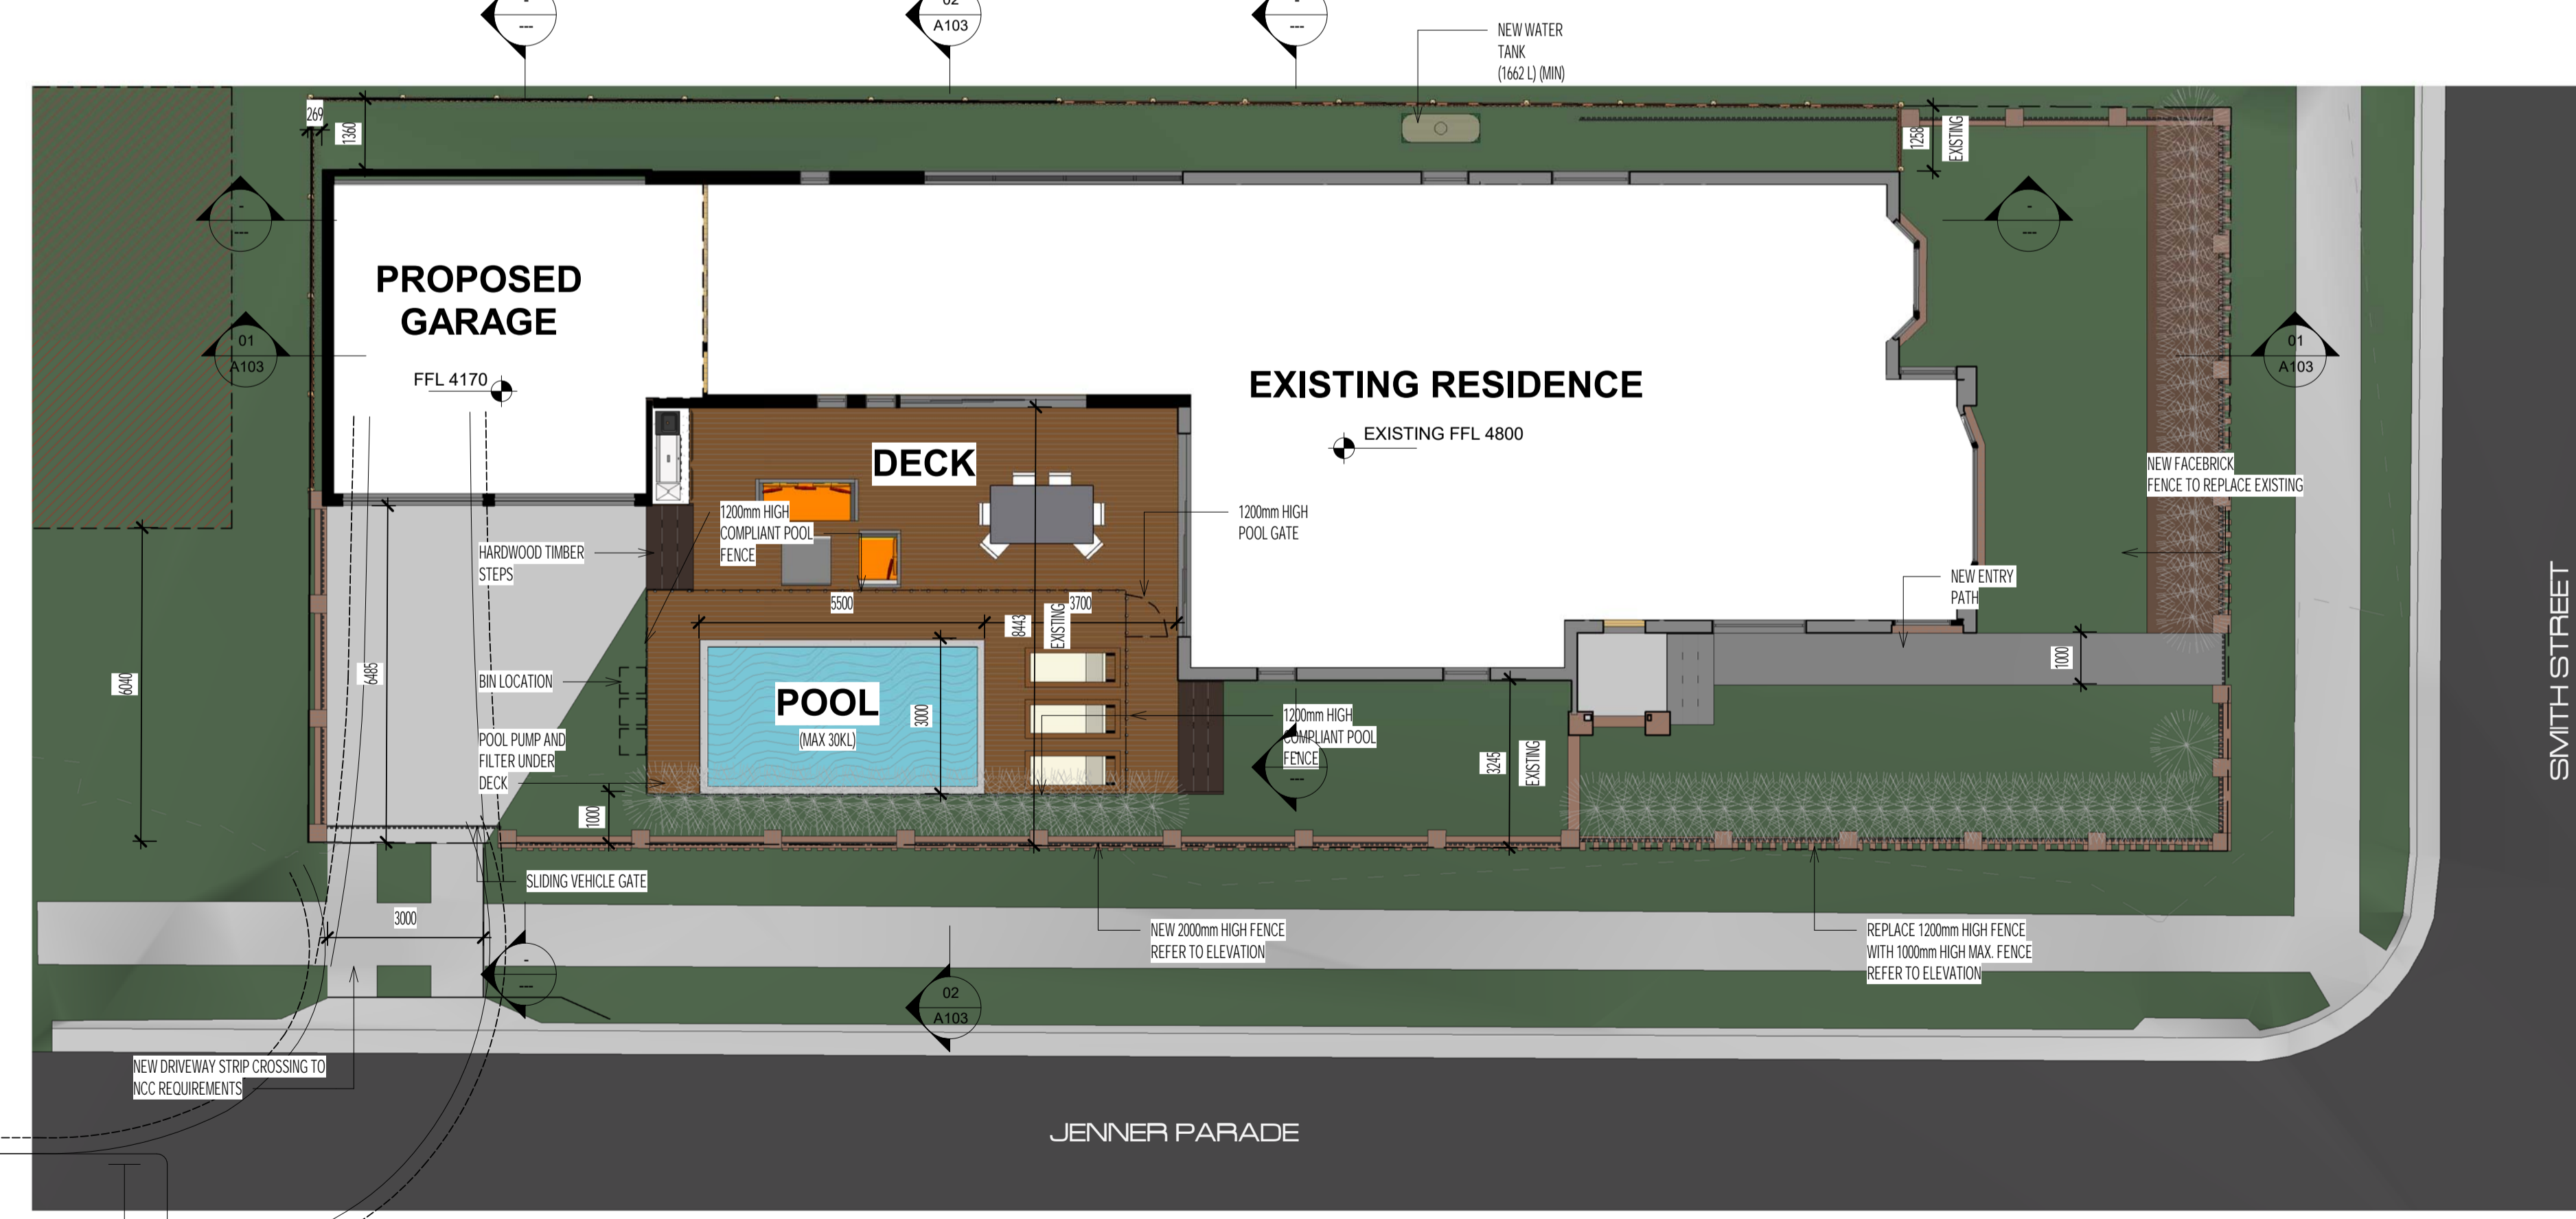 02
A103
---
---
NEW WATER
TANK
(1662 L) (MIN)
269
1360
1258
EXISTING
-
---
-
---
PROPOSED
GARAGE
FFL 4170
01
A103
01
A103
EXISTING RESIDENCE
EXISTING FFL 4800
DECK
NEW FACEBRICK
FENCE TO REPLACE EXISTING
1200mm HIGH
COMPLIANT POOL
FENCE
1200mm HIGH
POOL GATE
HARDWOOD TIMBER
STEPS
NEW ENTRY
PATH
5500
3700
8443
EXISTING
6040
6485
1000
BIN LOCATION
POOL
(MAX 30KL)
3000
POOL PUMP AND
FILTER UNDER
DECK
1200mm HIGH
COMPLIANT POOL
FENCE
---
3245
EXISTING
1000
SLIDING VEHICLE GATE
3000
NEW 2000mm HIGH FENCE
REFER TO ELEVATION
REPLACE 1200mm HIGH FENCE
WITH 1000mm HIGH MAX. FENCE
REFER TO ELEVATION
-
---
02
A103
NEW DRIVEWAY STRIP CROSSING TO
NCC REQUIREMENTS
JENNER PARADE
SMITH STREET